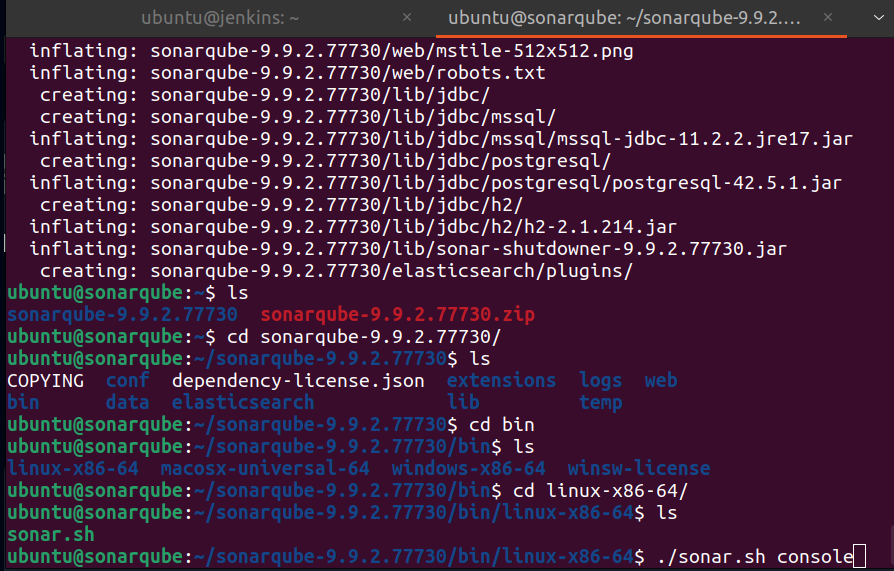 ubuntu@jenkins: ~ × ubuntu@sonarqube: ~/sonarqube-9.9.2.… ×
inflating: sonarqube-9.9.2.77730/web/mstile-512x512.png
inflating: sonarqube-9.9.2.77730/web/robots.txt
creating: sonarqube-9.9.2.77730/lib/jdbc/
creating: sonarqube-9.9.2.77730/lib/jdbc/mssql/
inflating: sonarqube-9.9.2.77730/lib/jdbc/mssql/mssql-jdbc-11.2.2.jre17.jar
creating: sonarqube-9.9.2.77730/lib/jdbc/postgresql/
inflating: sonarqube-9.9.2.77730/lib/jdbc/postgresql/postgresql-42.5.1.jar
creating: sonarqube-9.9.2.77730/lib/jdbc/h2/
inflating: sonarqube-9.9.2.77730/lib/jdbc/h2/h2-2.1.214.jar
inflating: sonarqube-9.9.2.77730/lib/sonar-shutdowner-9.9.2.77730.jar
creating: sonarqube-9.9.2.77730/elasticsearch/plugins/
ubuntu@sonarqube:~$ ls
sonarqube-9.9.2.77730 sonarqube-9.9.2.77730.zip
ubuntu@sonarqube:~$ cd sonarqube-9.9.2.77730/
ubuntu@sonarqube:~/sonarqube-9.9.2.77730$ ls
COPYING conf dependency-license.json extensions logs web
bin data elasticsearch lib temp
ubuntu@sonarqube:~/sonarqube-9.9.2.77730$ cd bin
ubuntu@sonarqube:~/sonarqube-9.9.2.77730/bin$ ls
linux-x86-64 macosx-universal-64 windows-x86-64 winsw-license
ubuntu@sonarqube:~/sonarqube-9.9.2.77730/bin$ cd linux-x86-64/
ubuntu@sonarqube:~/sonarqube-9.9.2.77730/bin/linux-x86-64$ ls
sonar.sh
ubuntu@sonarqube:~/sonarqube-9.9.2.77730/bin/linux-x86-64$ ./sonar.sh console